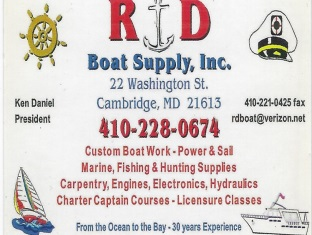 R D
Boat Supply, Inc.
22 Washington St.
Cambridge, MD 21613
Ken Daniel
President
410-221-0425 fax
rdboat@verizon.net
410-228-0674
Custom Boat Work - Power & Sail
Marine, Fishing & Hunting Supplies
Carpentry, Engines, Electronics, Hydraulics
Charter Captain Courses - Licensure Classes
From the Ocean to the Bay - 30 years Experience